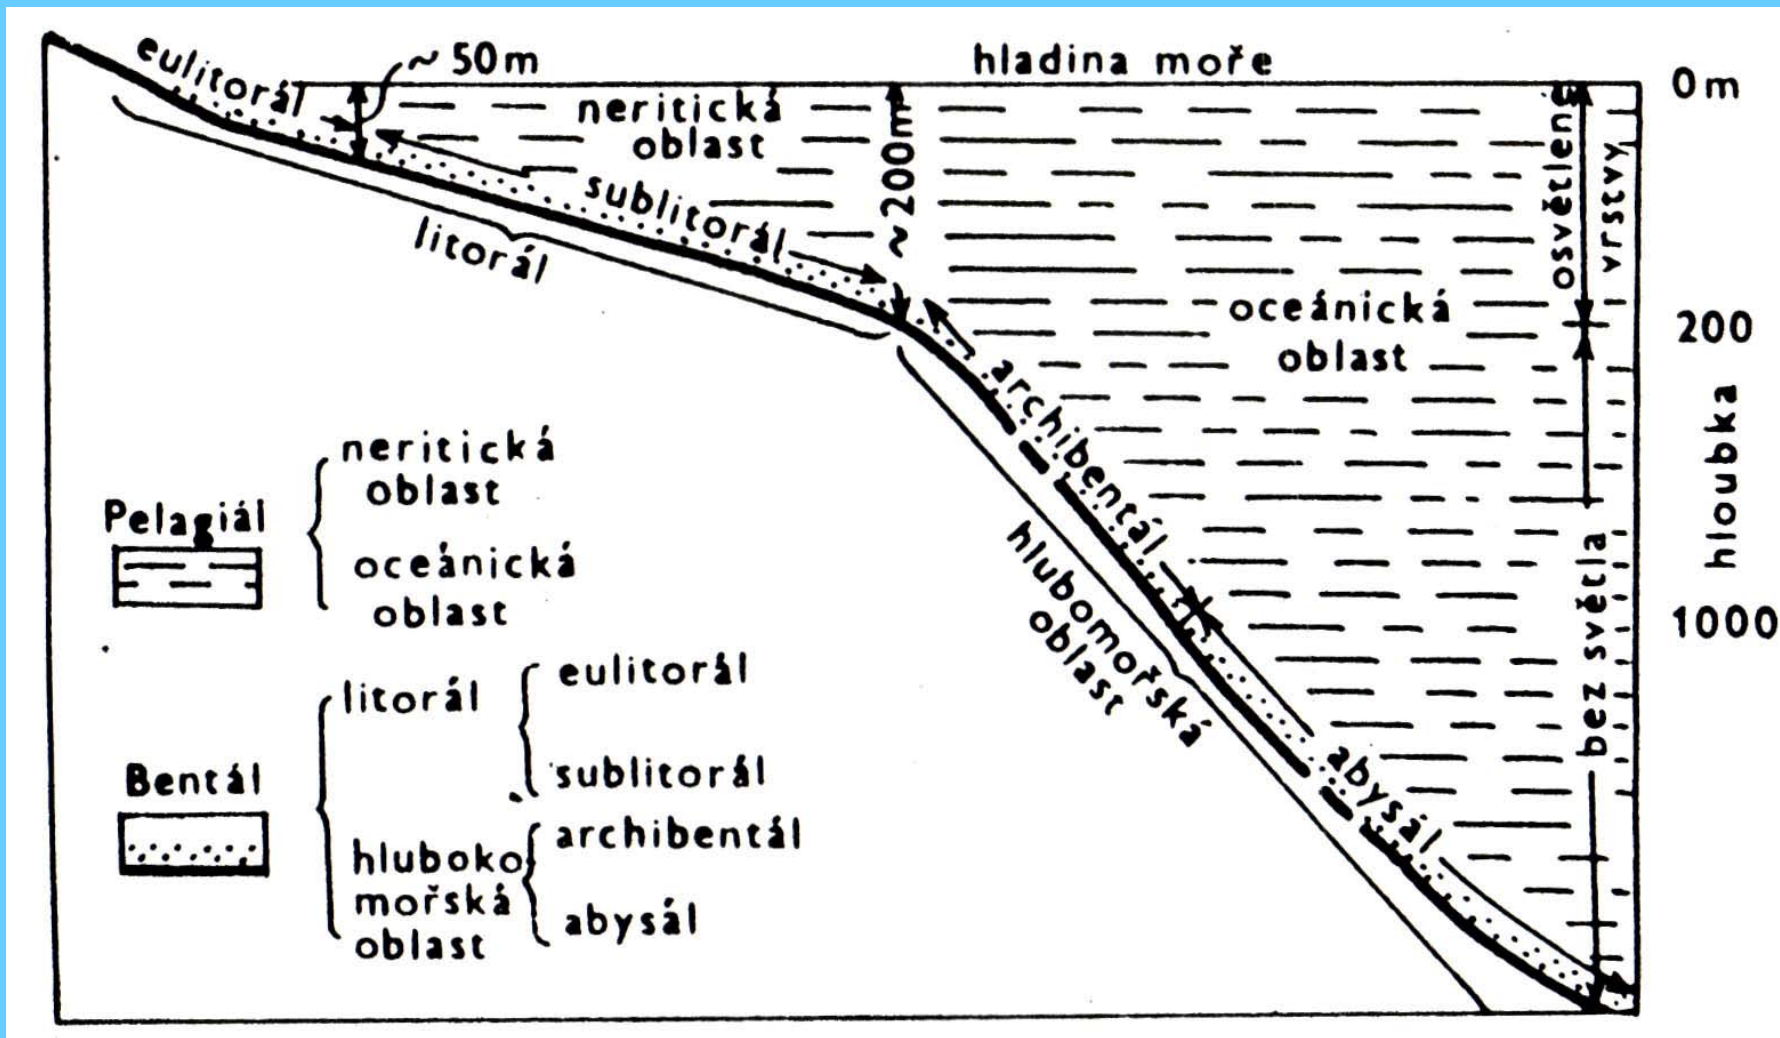 eulitorál
~ 50m
hladina moře
0m
neritická
oblast
~ 200m
osvětlené
vrstvy
sublitorál
litorál
oceánická
oblast
200
hloubka
archibentál
hlubomořská
oblast
1000
bez světla
abysál
neritická
oblast
Pelagiál
oceánická
oblast
litorál
eulitorál
sublitorál
Bentál
hluboko
mořská
oblast
archibentál
abysál